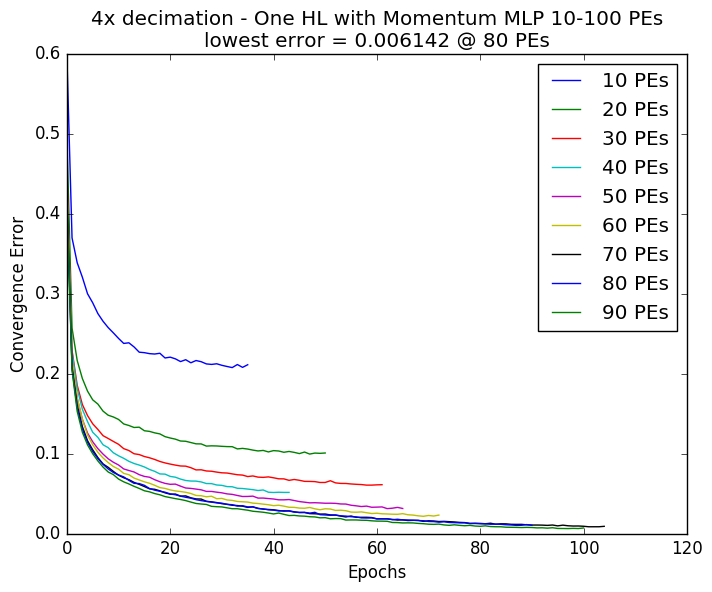 4x decimation - One HL with Momentum MLP 10-100 PEs
lowest error = 0.006142 @ 80 PEs
0.6
0.5
0.4
0.3
0.2
0.1
0.0
Convergence Error
10 PEs
20 PEs
30 PEs
40 PEs
50 PEs
60 PEs
70 PEs
80 PEs
90 PEs
0 20 40 60 80 100 120
Epochs